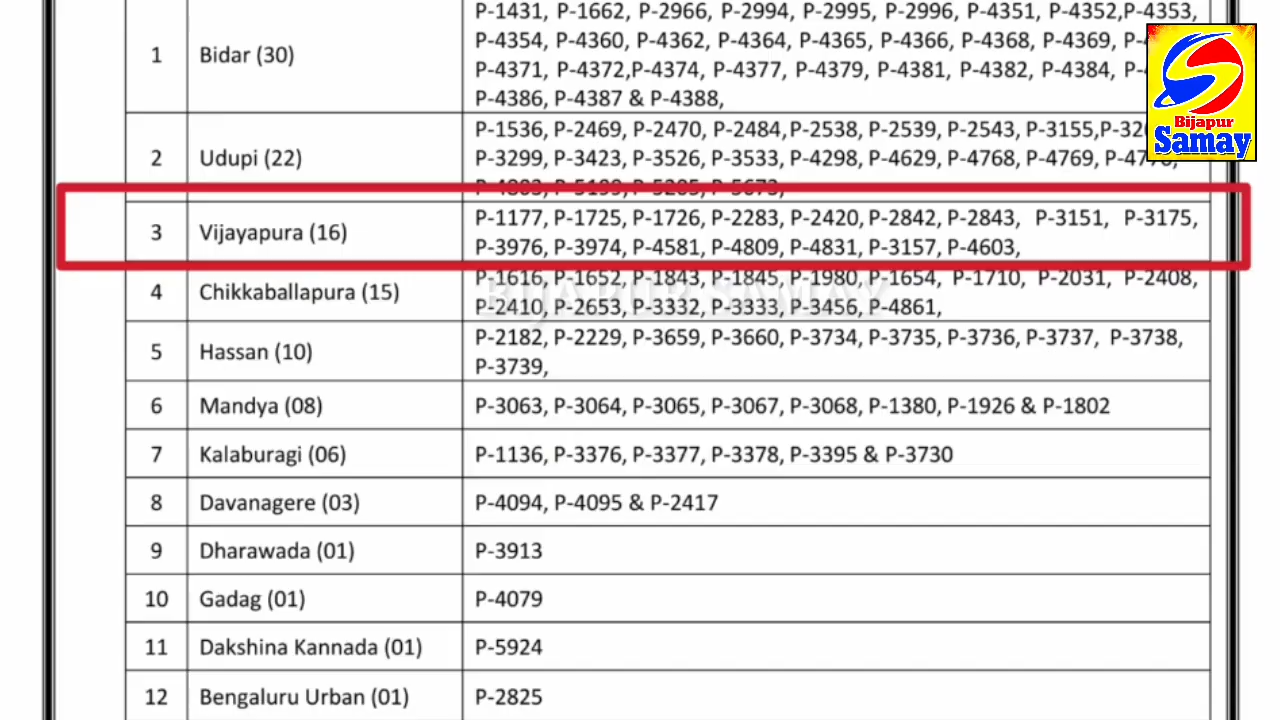 P-1431, P-1662, P-2966, P-2994, P-2995, P-2996, P-4351, P-4352,P-4353,
1 Bidar (30) P-4354, P-4360, P-4362, P-4364, P-4365, P-4366, P-4368, P-4369,
P-4371, P-4372,P-4374, P-4377, P-4379, P-4381, P-4382, P-4384,
P-4386, P-4387 & P-4388,
P-1536, P-2469, P-2470, P-2484,P-2538, P-2539, P-2543, P-3155,
2 Udupi (22) P-3299, P-3423, P-3526, P-3533, P-4298, P-4629, P-4768, P-4769,
P-4803, P-5199, P-5205, P-5673,
3 Vijayapura (16) P-1177, P-1725, P-1726, P-2283, P-2420, P-2842, P-2843, P-3151, P-3175,
P-3976, P-3974, P-4581, P-4809, P-4831, P-3157, P-4603,
4 Chikkaballapura (15) P-1616, P-1652, P-1843, P-1845, P-1980, P-1654, P-1710, P-2031, P-2408,
P-2410, P-2653, P-3332, P-3333, P-3456, P-4861,
5 Hassan (10) P-2182, P-2229, P-3659, P-3660, P-3734, P-3735, P-3736, P-3737, P-3738,
P-3739,
6 Mandya (08) P-3063, P-3064, P-3065, P-3067, P-3068, P-1380, P-1926 & P-1802
7 Kalaburagi (06) P-1136, P-3376, P-3377, P-3378, P-3395 & P-3730
8 Davanagere (03) P-4094, P-4095 & P-2417
9 Dharawada (01) P-3913
10 Gadag (01) P-4079
11 Dakshina Kannada (01) P-5924
12 Bengaluru Urban (01) P-2825
Bijapur
Samay
BIJAPUR SAMAY